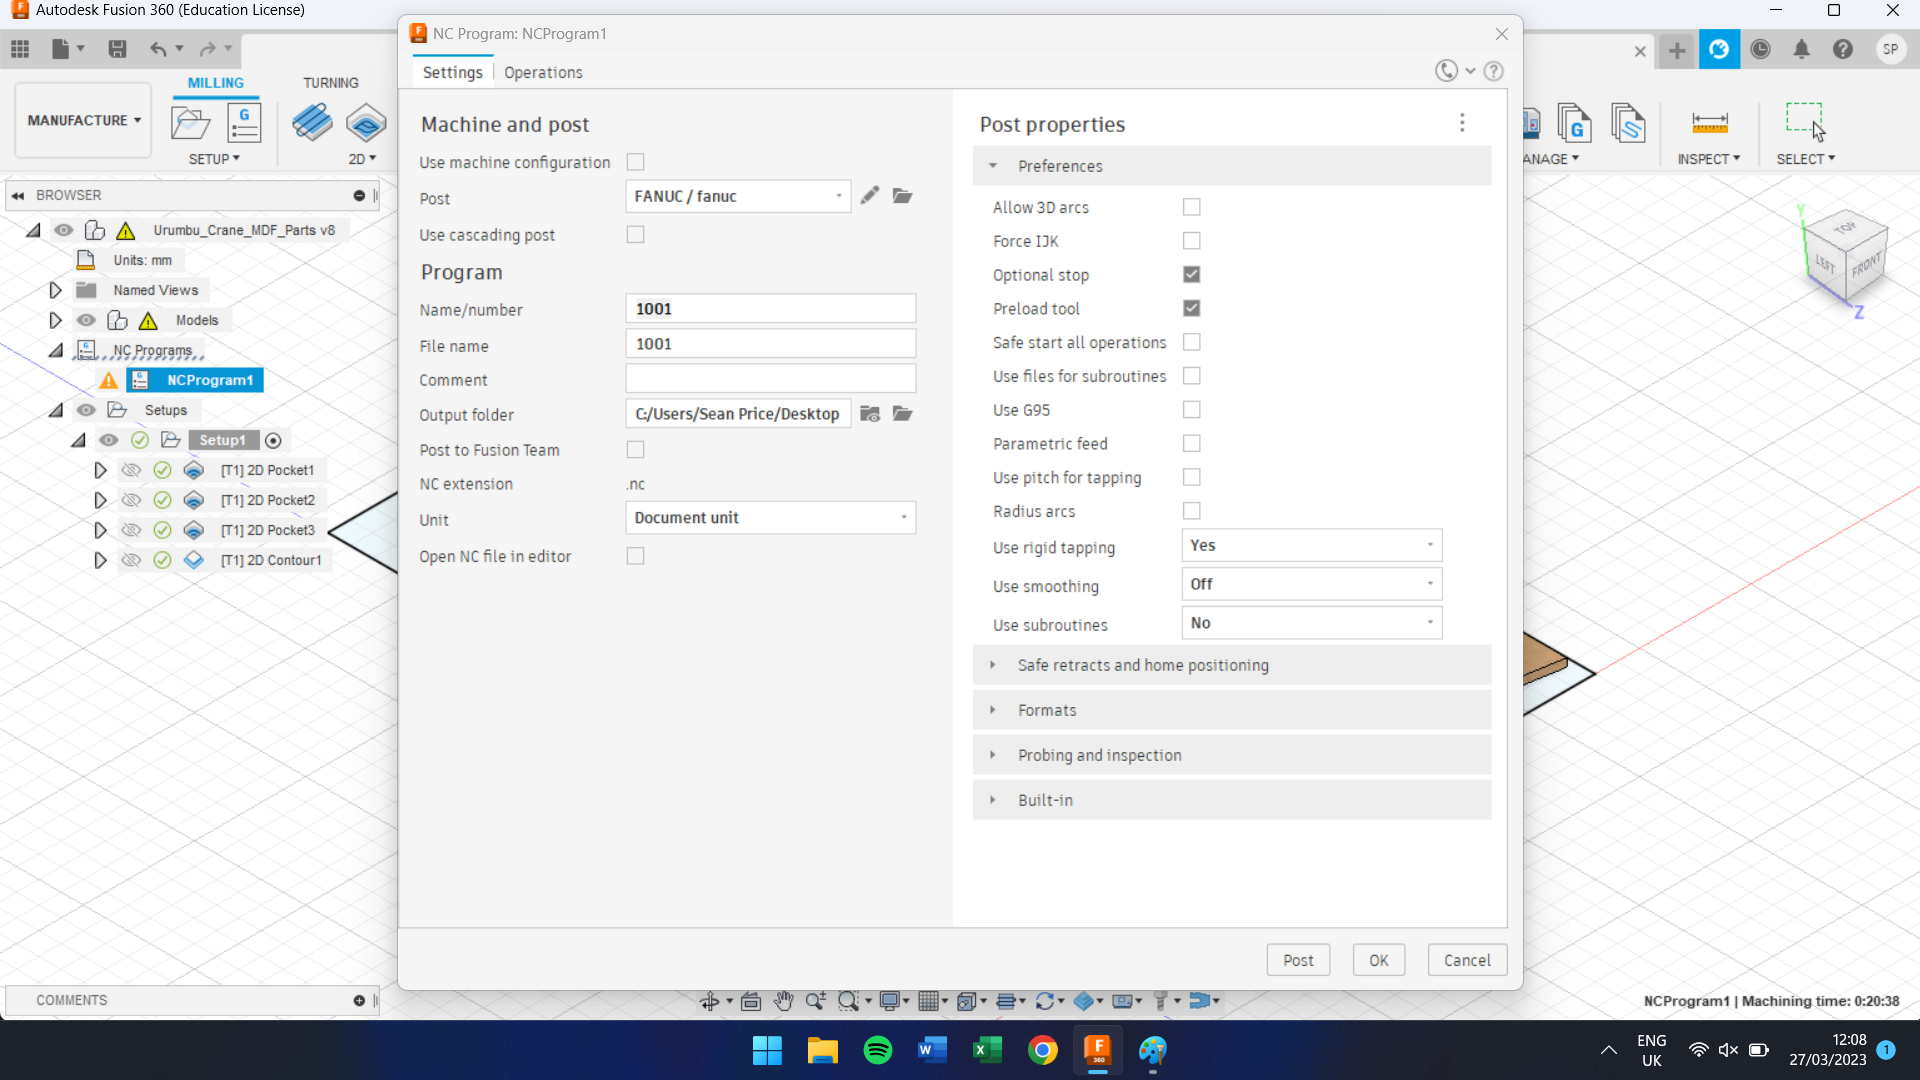 Autodesk Fusion 360 (Education License)
NC Program: NCProgram1
Settings
Operations
SP
MANUFACTURE
MILLING
TURNING
SETUP
2D
ANAGE
INSPECT
SELECT
BROWSER
Urumbu_Crane_MDF_Parts v8
Units: mm
Named Views
Models
NC Programs
NCProgram1
Setups
Setup1
[T1] 2D Pocket1
[T1] 2D Pocket2
[T1] 2D Pocket3
[T1] 2D Contour1
Machine and post
Use machine configuration
Post FANUC / fanuc
Use cascading post
Program
Name/number 1001
File name 1001
Comment
Output folder C:/Users/Sean Price/Desktop
Post to Fusion Team
NC extension .nc
Unit Document unit
Open NC file in editor
Post properties
Preferences
Allow 3D arcs
Force IJK
Optional stop
Preload tool
Safe start all operations
Use files for subroutines
Use G95
Parametric feed
Use pitch for tapping
Radius arcs
Use rigid tapping Yes
Use smoothing Off
Use subroutines No
Safe retracts and home positioning
Formats
Probing and inspection
Built-in
Post OK Cancel
Y
TOP
LEFT
FRONT
Z
COMMENTS
NCProgram1 | Machining time: 0:20:38
ENG
UK
12:08
27/03/2023
1